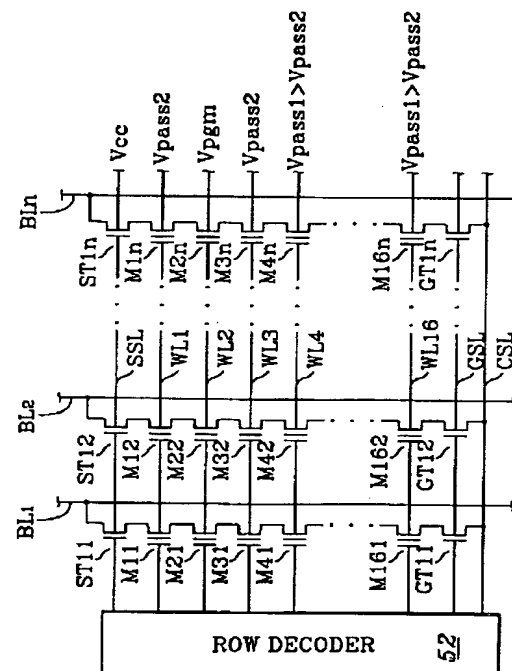 BL1
BL2
BLn
ST11
ST12
ST1n
Vcc
SSL
M11
M12
M1n
Vpass2
WL1
M21
M22
M2n
Vpgm
WL2
M31
M32
M3n
Vpass2
WL3
M41
M42
M4n
Vpass1>Vpass2
WL4
M161
M162
M16n
Vpass1>Vpass2
WL16
GT11
GT12
GT1n
GSL
CSL
ROW DECODER 52